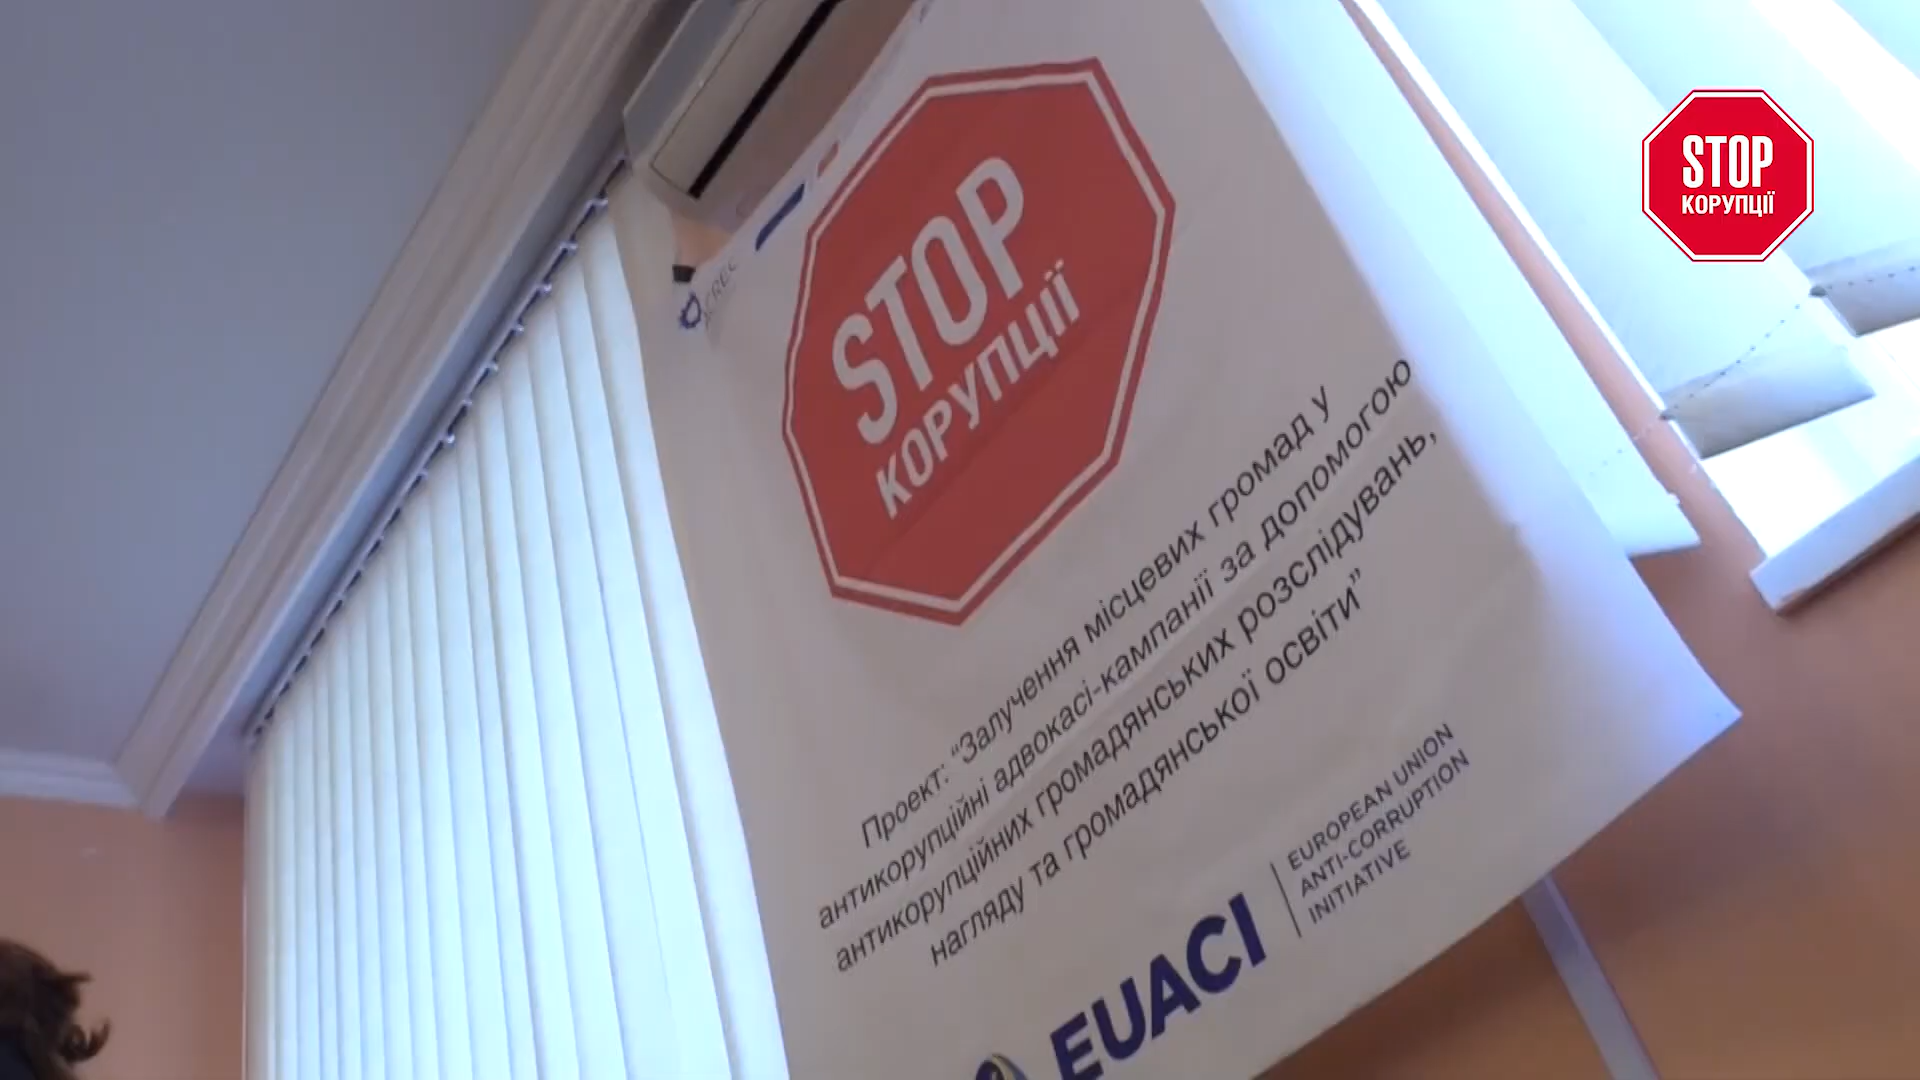 STOP
КОРУПЦІЇ
ACREC
STOP
КОРУПЦІЇ
Проект: “Залучення місцевих громад у
антикорупційні адвокасі-кампанії за допомогою
антикорупційних громадянських розслідувань,
нагляду та громадянської освіти”
EUACI
EUROPEAN UNION
ANTI-CORRUPTION
INITIATIVE